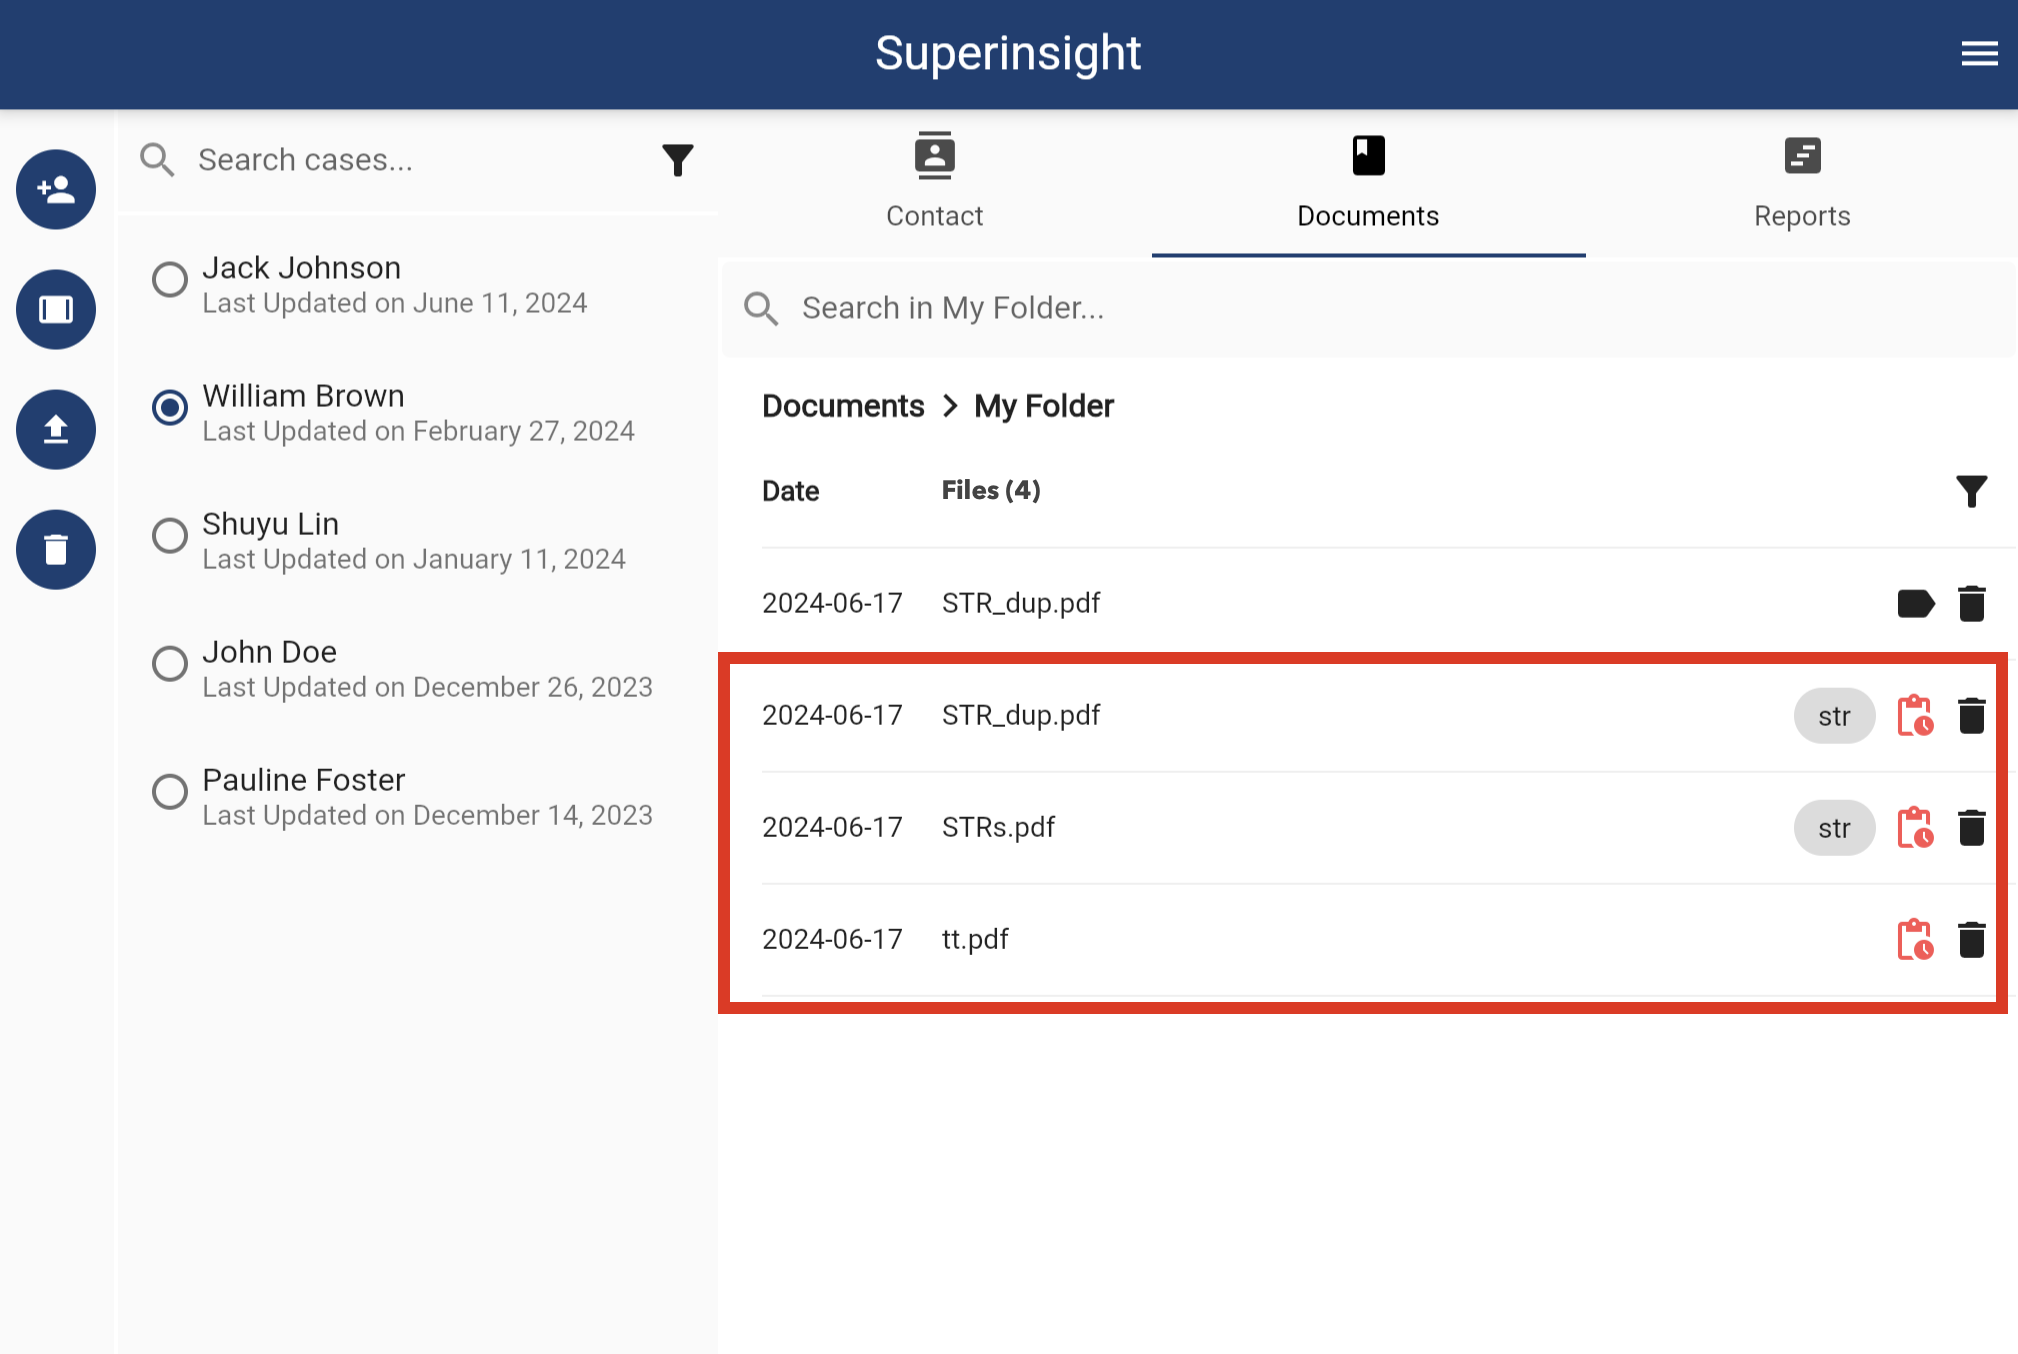 Superinsight
Search cases...
Jack Johnson
Last Updated on June 11, 2024
William Brown
Last Updated on February 27, 2024
Shuyu Lin
Last Updated on January 11, 2024
John Doe
Last Updated on December 26, 2023
Pauline Foster
Last Updated on December 14, 2023
Contact Documents Reports
Search in My Folder...
Documents > My Folder
Date Files (4)
2024-06-17 STR_dup.pdf
2024-06-17 STR_dup.pdf str
2024-06-17 STRs.pdf str
2024-06-17 tt.pdf